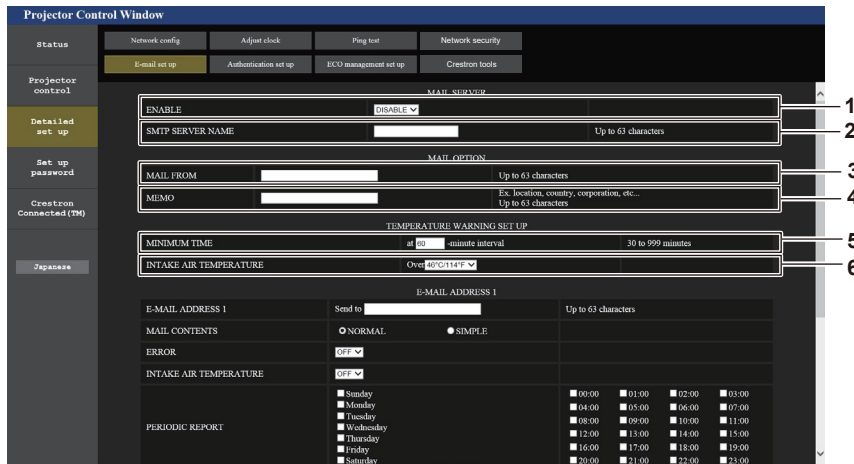 Projector Control Window
Status
Network config
Adjust clock
Ping test
Network security
E-mail set up
Authentication set up
ECO management set up
Crestron tools
Projector control
Detailed set up
Set up password
Crestron Connected(TM)
Japanese
MAIL SERVER
ENABLE DISABLE 1
SMTP SERVER NAME Up to 63 characters 2
MAIL OPTION
MAIL FROM Up to 63 characters 3
MEMO Ex. location, country, corporation, etc... 4
Up to 63 characters
TEMPERATURE WARNING SET UP
MINIMUM TIME at 60 -minute interval 30 to 999 minutes 5
INTAKE AIR TEMPERATURE Over 46°C/114°F 6
E-MAIL ADDRESS 1
E-MAIL ADDRESS 1 Send to Up to 63 characters
MAIL CONTENTS NORMAL SIMPLE
ERROR OFF
INTAKE AIR TEMPERATURE OFF
PERIODIC REPORT
Sunday
Monday
Tuesday
Wednesday
Thursday
Friday
Saturday
00:00 01:00 02:00 03:00
04:00 05:00 06:00 07:00
08:00 09:00 10:00 11:00
12:00 13:00 14:00 15:00
16:00 17:00 18:00 19:00
20:00 21:00 22:00 23:00